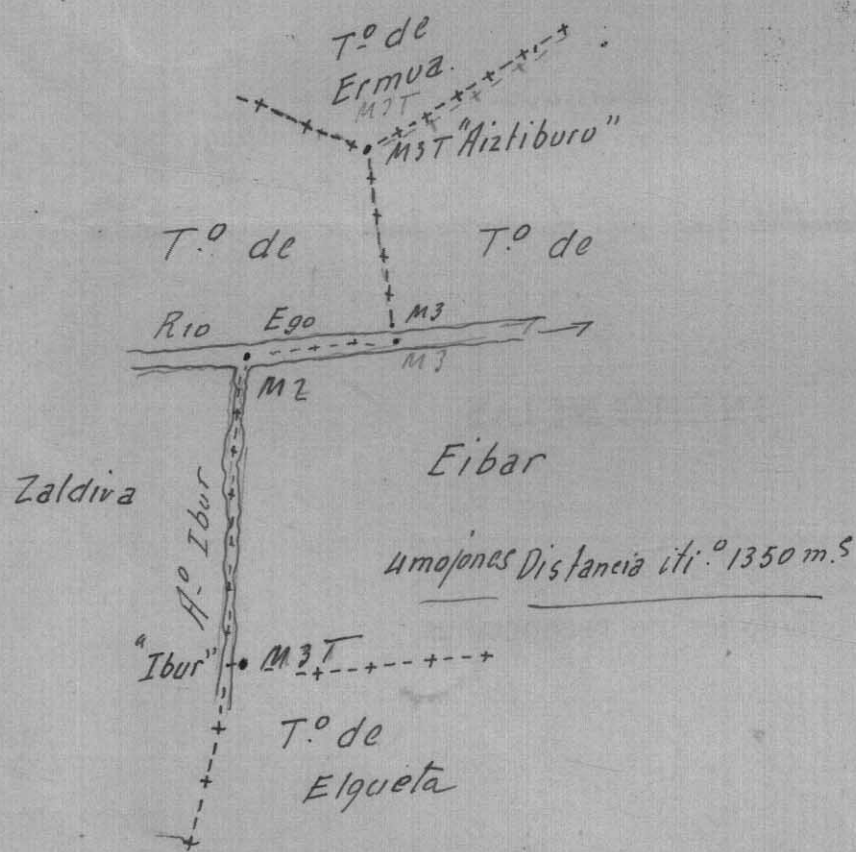 T.º de
Ermua.
M3T
M3T "Aiztiburu"
T.º de
T.º de
Rio Ego
M3
M3
M2
Zaldiva
A.º Ibur
Eibar
4 mojones Distancia iti.º 1350 m.s
"Ibur" M3T
T.º de
Elgueta